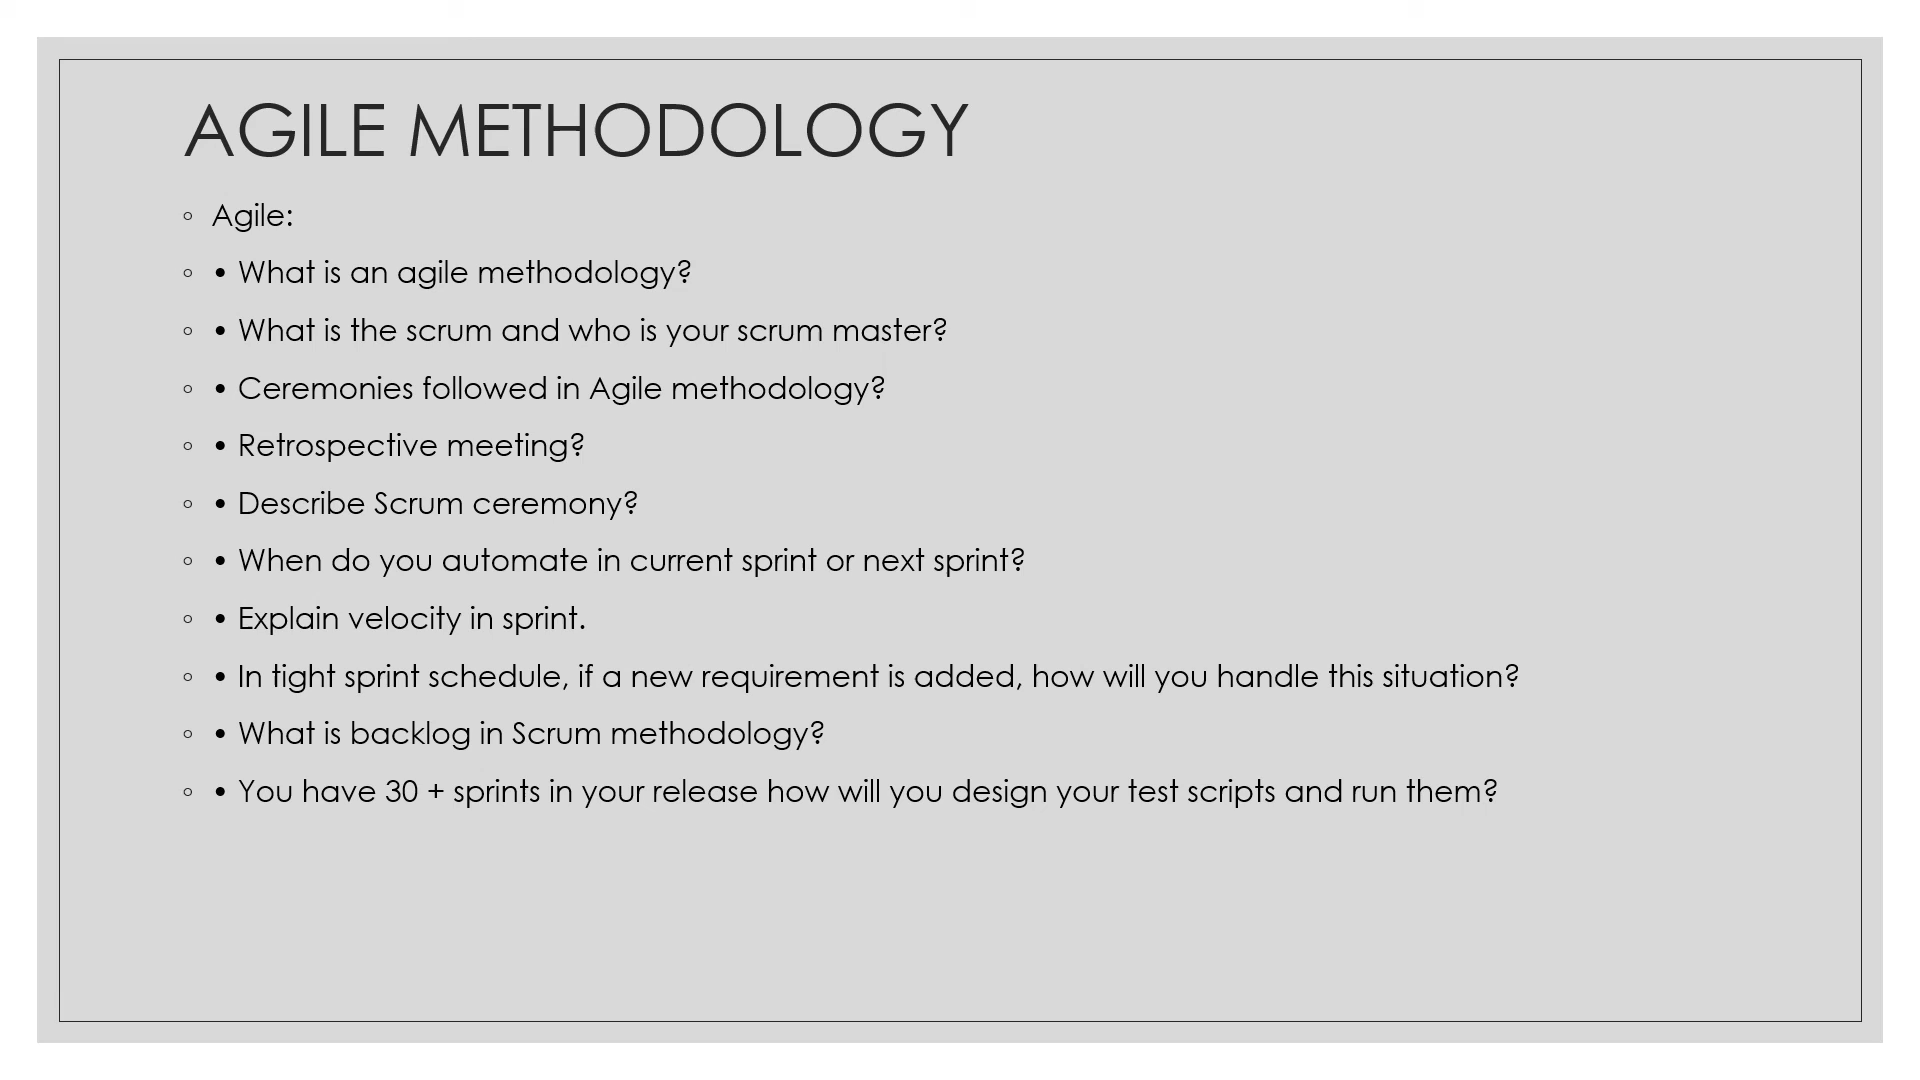 AGILE METHODOLOGY
◦ Agile:
◦ • What is an agile methodology?
◦ • What is the scrum and who is your scrum master?
◦ • Ceremonies followed in Agile methodology?
◦ • Retrospective meeting?
◦ • Describe Scrum ceremony?
◦ • When do you automate in current sprint or next sprint?
◦ • Explain velocity in sprint.
◦ • In tight sprint schedule, if a new requirement is added, how will you handle this situation?
◦ • What is backlog in Scrum methodology?
◦ • You have 30 + sprints in your release how will you design your test scripts and run them?